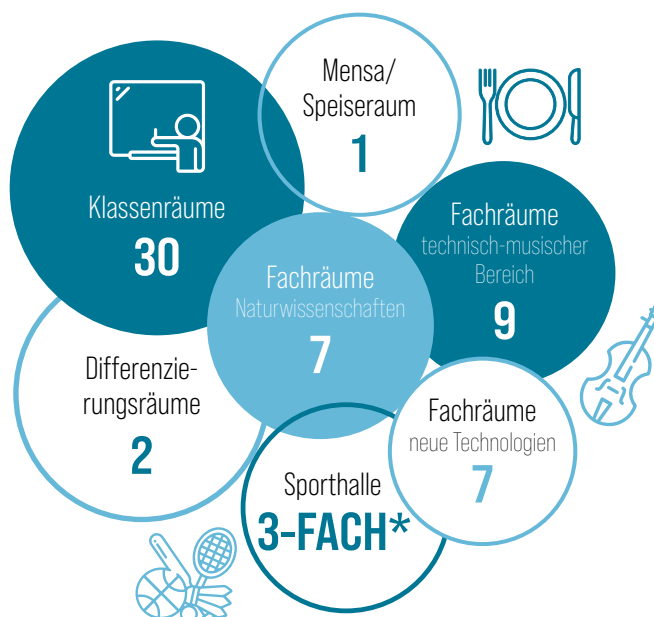 Mensa/
Speiseraum
1
Klassenräume
30
Fachräume
technisch-musischer
Bereich
9
Fachräume
Naturwissenschaften
7
Differenzie-
rungsräume
2
Fachräume
neue Technologien
7
Sporthalle
3-FACH*